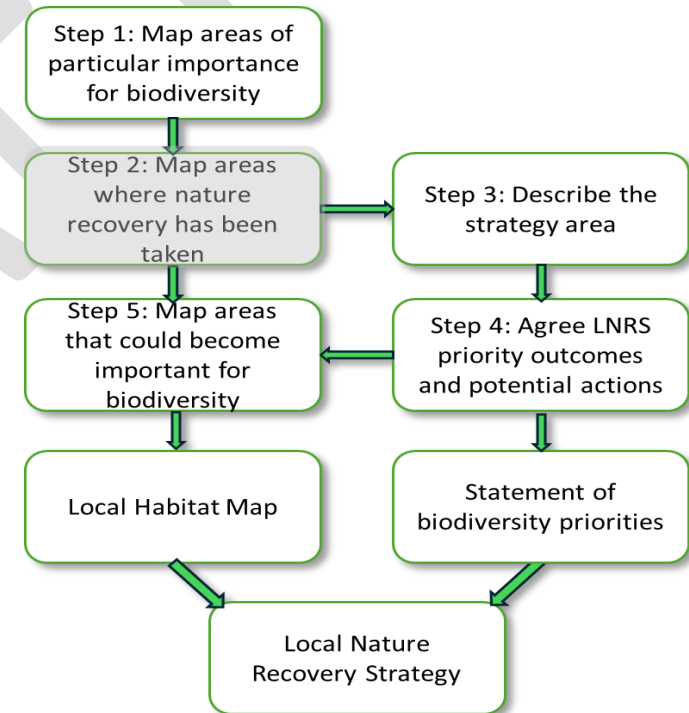 Step 1: Map areas of
particular importance
for biodiversity
Step 2: Map areas
where nature
recovery has been
taken
Step 3: Describe the
strategy area
Step 4: Agree LNRS
priority outcomes
and potential actions
Step 5: Map areas
that could become
important for
biodiversity
Local Habitat Map
Statement of
biodiversity priorities
Local Nature
Recovery Strategy